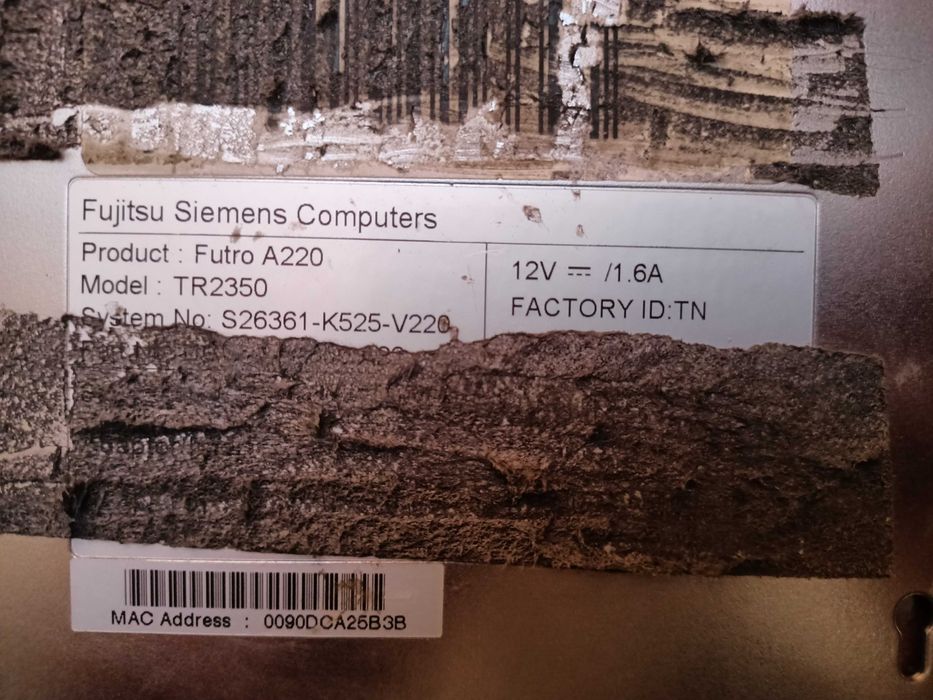 Fujitsu Siemens Computers
Product : Futro A220
Model : TR2350
System No: S26361-K525-V220
12V ⎓ /1.6A
FACTORY ID:TN
MAC Address : 0090DCA25B3B